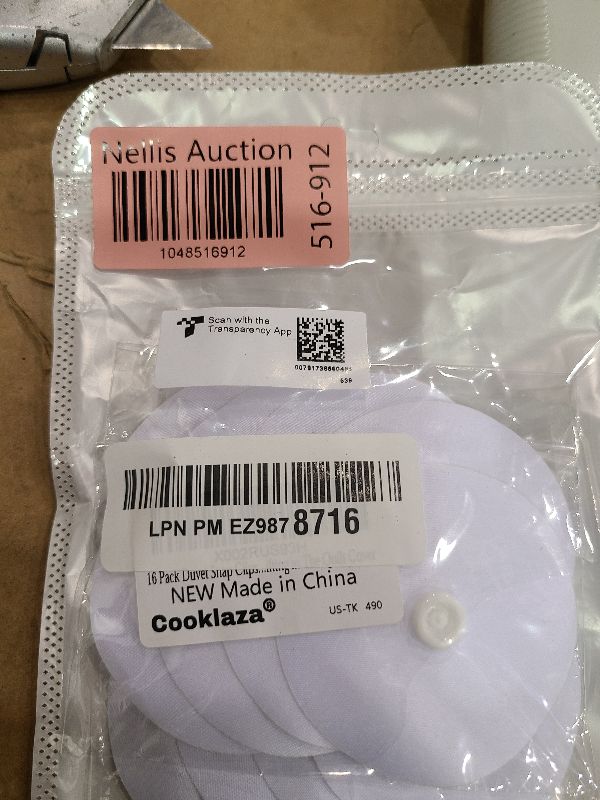 Nellis Auction
1048516912
516-912
Scan with the
Transparency App
639
LPN PM EZ987 8716
16 Pack Duvet Snap Clips
NEW Made in China
Cooklaza®
US-TK 490